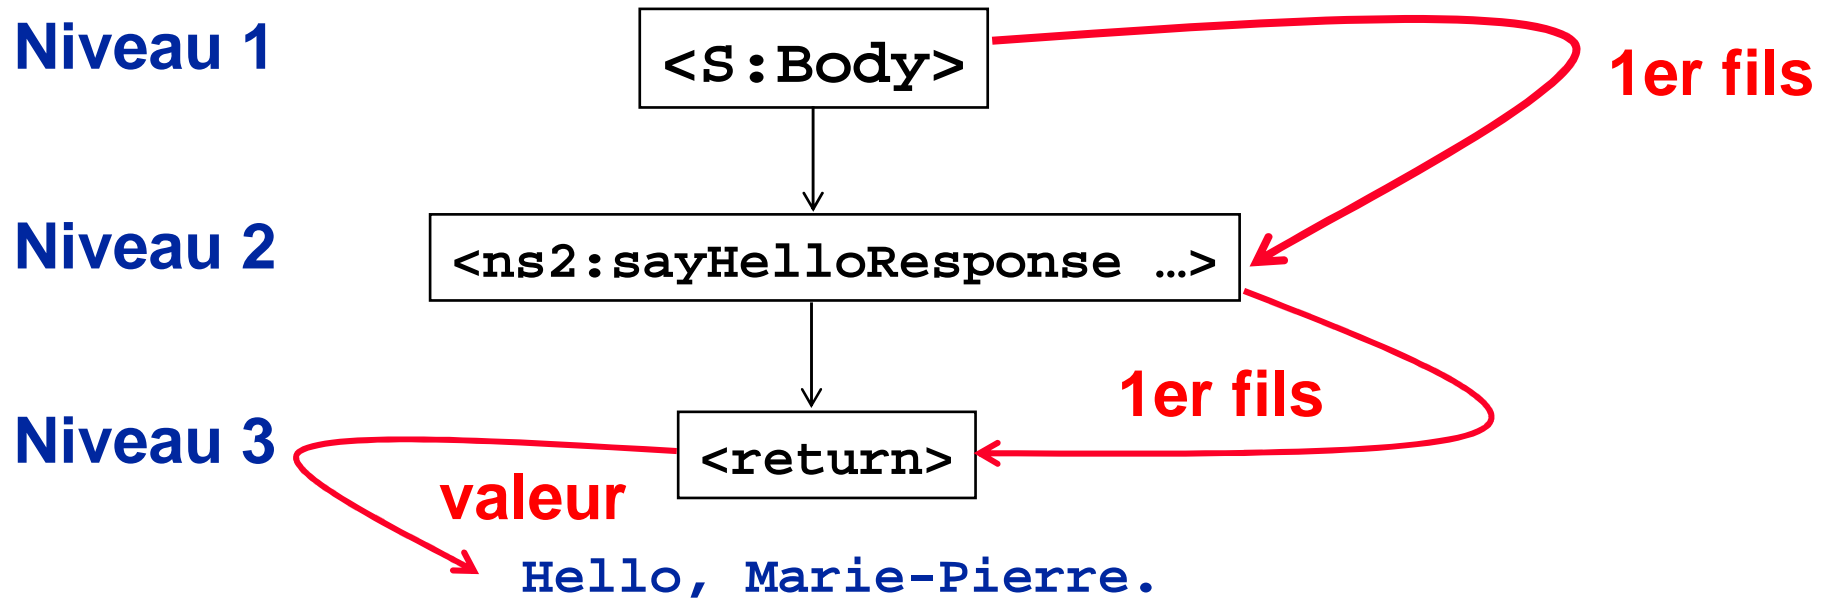 Niveau 1
<S:Body>
1er fils
Niveau 2
<ns2:sayHelloResponse …>
1er fils
Niveau 3
<return>
valeur
Hello, Marie-Pierre.